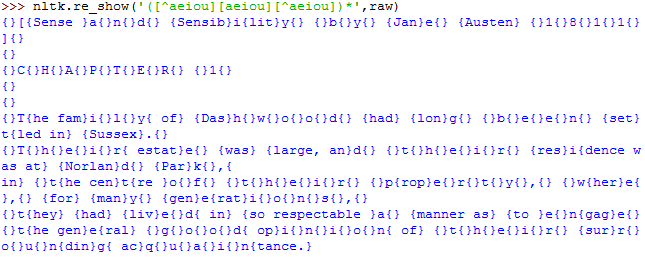 >>> nltk.re_show('([^aeiou][aeiou][^aeiou])*',raw)
{}[{Sense }a{}n{}d{} {Sensib}i{lit}y{} {}b{}y{} {Jan}e{} {Austen} {}1{}8{}1{}1{}
]{}
{}
{}C{}H{}A{}P{}T{}E{}R{} {}1{}
{}
{}
{}T{he fam}i{}l{}y{ of} {Das}h{}w{}o{}o{}d{} {had} {lon}g{} {}b{}e{}e{}n{} {set}
t{led in} {Sussex}.{}
{}T{}h{}e{}i{}r{ estat}e{} {was} {large, an}d{} {}t{}h{}e{}i{}r{} {res}i{dence w
as at} {Norlan}d{} {Par}k{},{
in} {}t{he cen}t{re }o{}f{} {}t{}h{}e{}i{}r{} {}p{rop}e{}r{}t{}y{},{} {}w{her}e{
},{} {for} {man}y{} {gen}e{rat}i{}o{}n{}s{},{}
{}t{hey} {had} {liv}e{}d{ in} {so respectable }a{} {manner as} {to }e{}n{gag}e{}
{}t{he gen}e{ral} {}g{}o{}o{}d{ op}i{}n{}i{}o{}n{ of} {}t{}h{}e{}i{}r{} {sur}r{}
o{}u{}n{din}g{ ac}q{}u{}a{}i{}n{tance.}